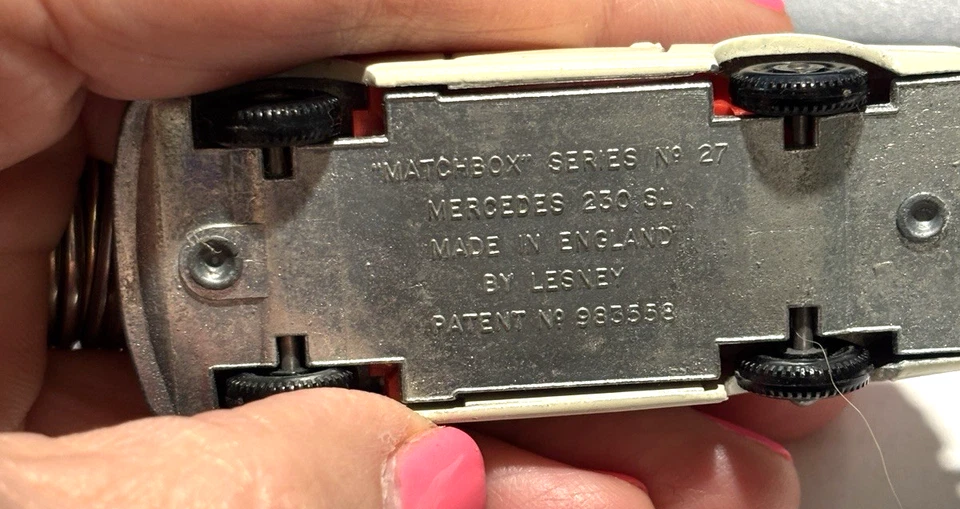 "MATCHBOX" SERIES Nº 27
MERCEDES 230 SL
MADE IN ENGLAND
BY LESNEY
PATENT Nº 983558